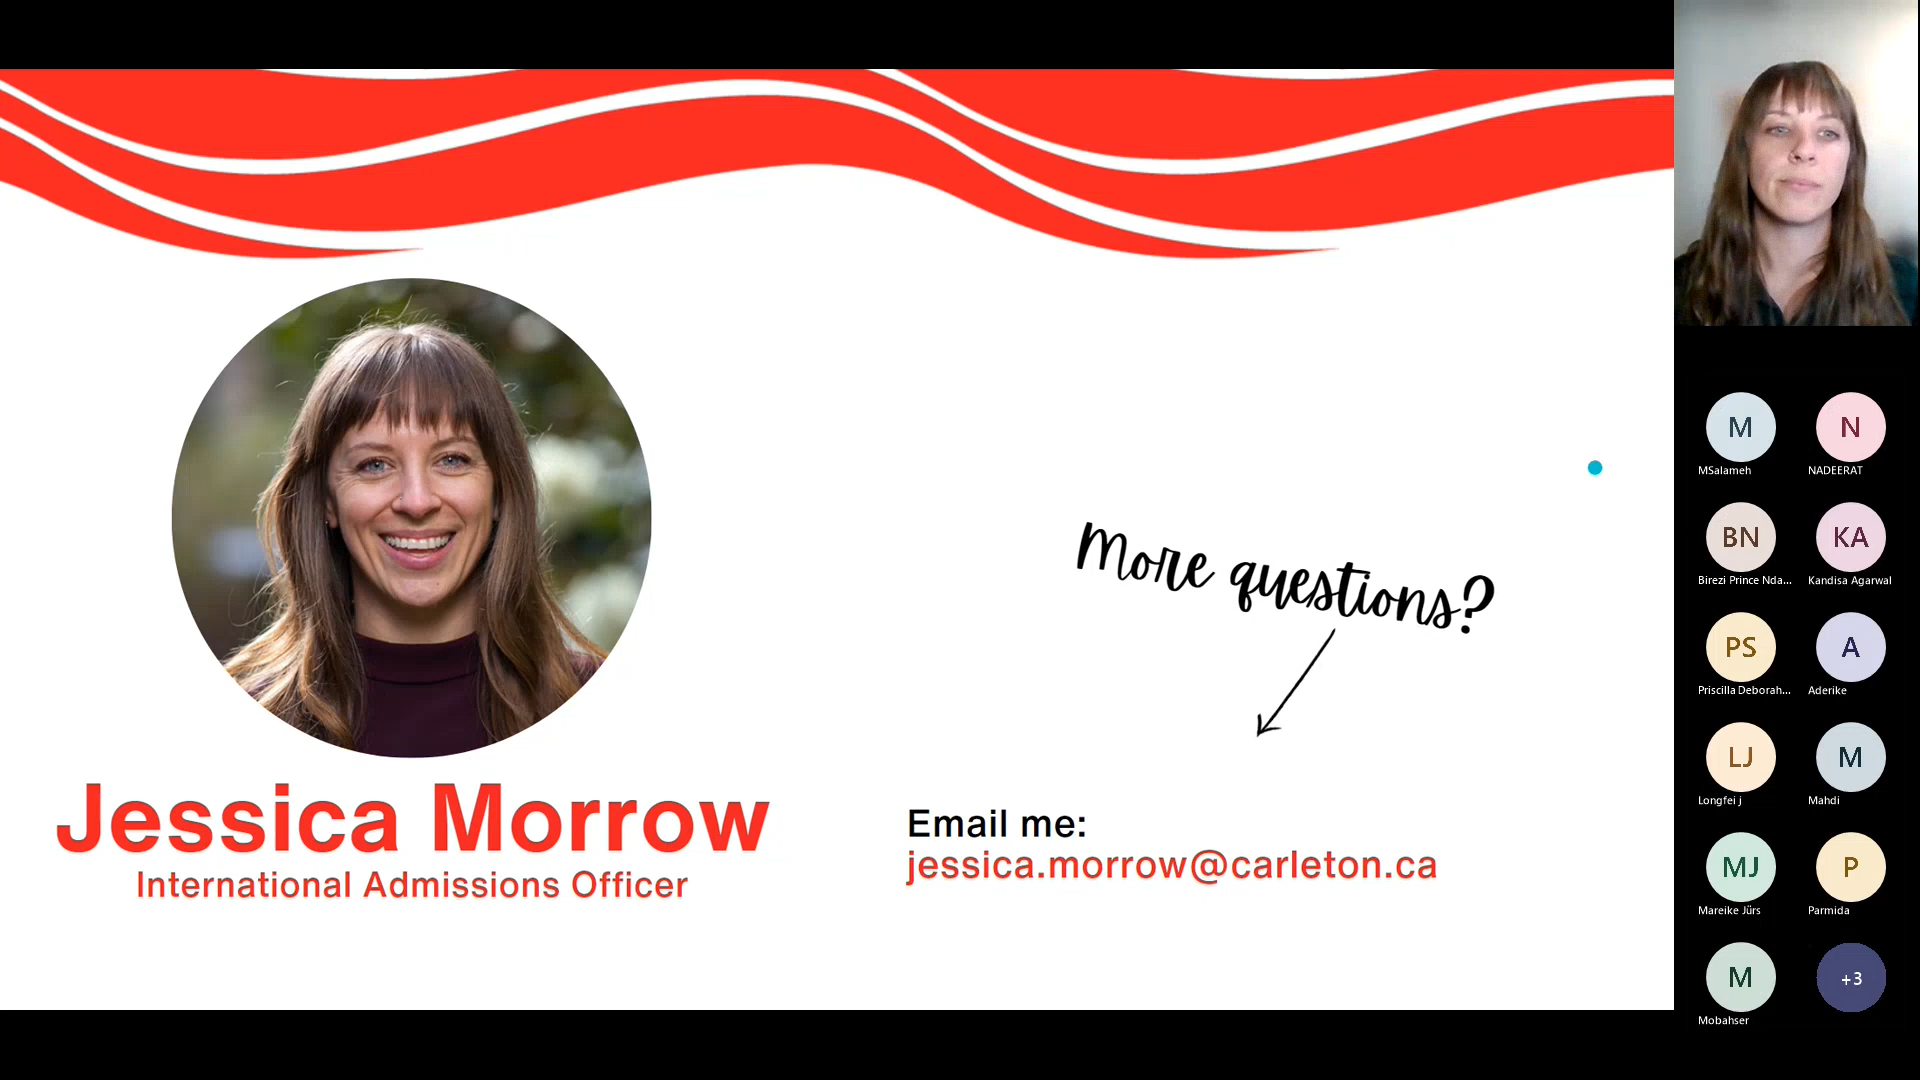 More questions?
Jessica Morrow
International Admissions Officer
Email me:
jessica.morrow@carleton.ca
M
MSalameh
N
NADEERAT
BN
Birezi Prince Nda...
KA
Kandisa Agarwal
PS
Priscilla Deborah...
A
Aderike
LJ
Longfei j
M
Mahdi
MJ
Mareike Jürs
P
Parmida
M
Mobahser
+3